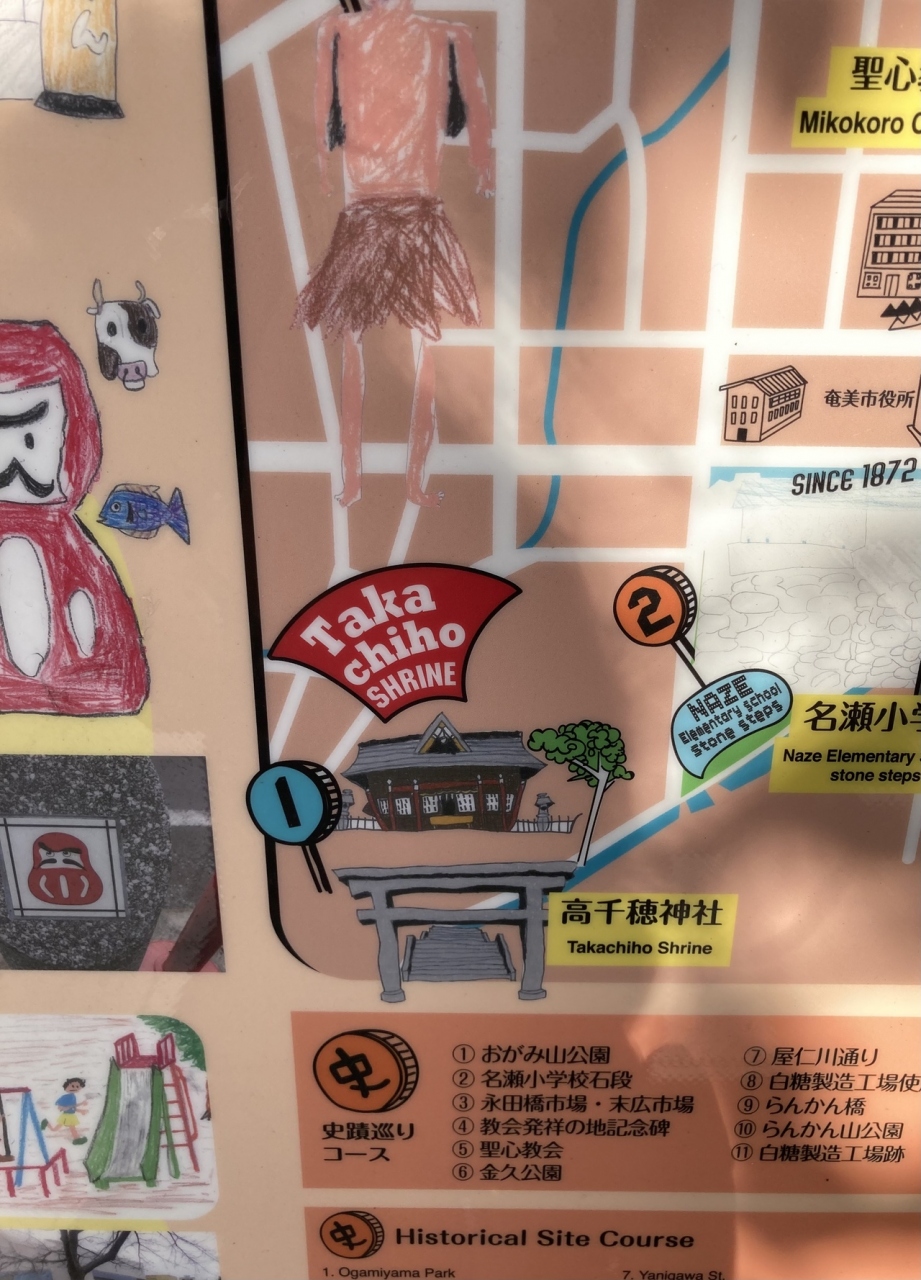 ん
聖心
Mikokoro
奄美市役所
SINCE 1872
Taka
chiho
SHRINE
2
NAZE
Elementary school
stone steps
名瀬小
Naze Elementary
stone steps
1
高千穂神社
Takachiho Shrine
史
史蹟巡り
コース
① おがみ山公園
② 名瀬小学校石段
③ 永田橋市場・末広市場
④ 教会発祥の地記念碑
⑤ 聖心教会
⑥ 金久公園
⑦ 屋仁川通り
⑧ 白糖製造工場使
⑨ らんかん橋
⑩ らんかん山公園
⑪ 白糖製造工場跡
史 Historical Site Course
1. Ogamiyama Park
7. Yanigawa St.